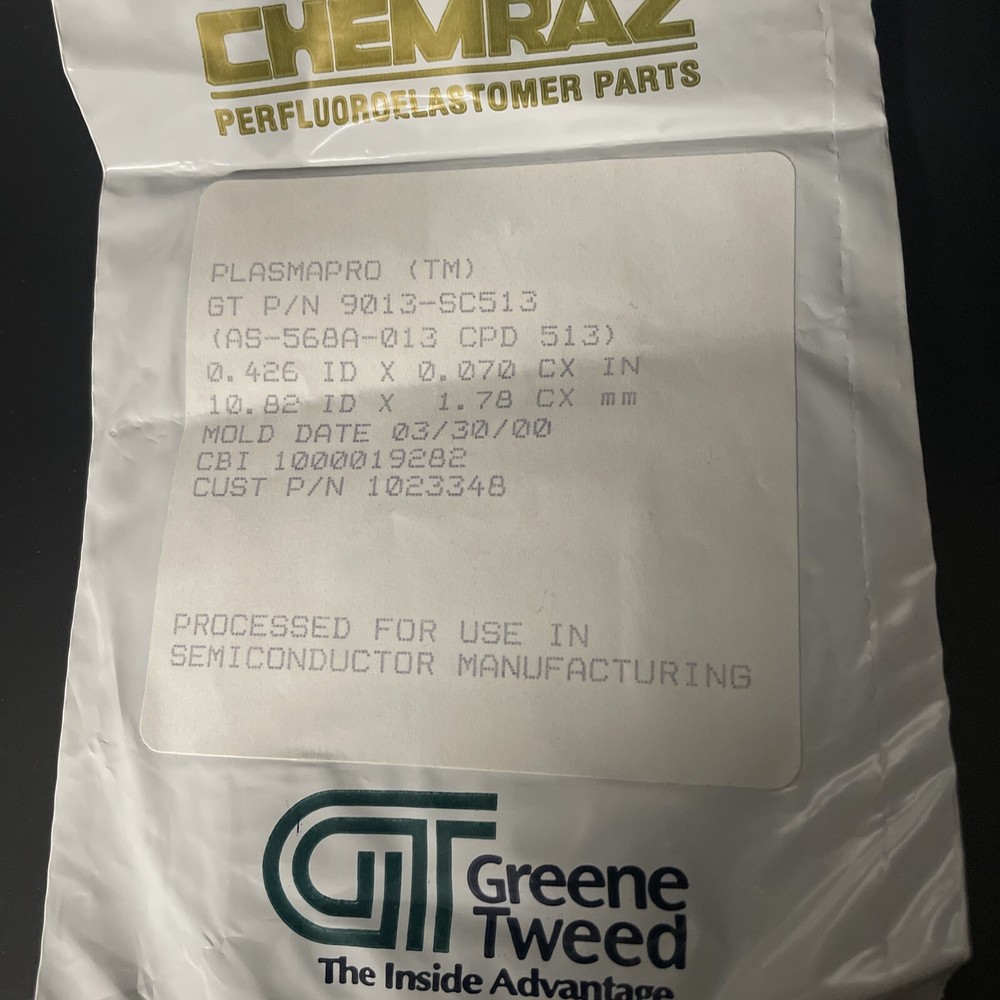 CHEMRAZ
PERFLUOROELASTOMER PARTS
PLASMAPRO (TM)
GT P/N 9013-SC513
(AS-568A-013 CPD 513)
0.426 ID X 0.070 CX IN
10.82 ID X 1.78 CX mm
MOLD DATE 03/30/00
CBI 1000019282
CUST P/N 1023348
PROCESSED FOR USE IN
SEMICONDUCTOR MANUFACTURING
GT Greene
Tweed
The Inside Advantage